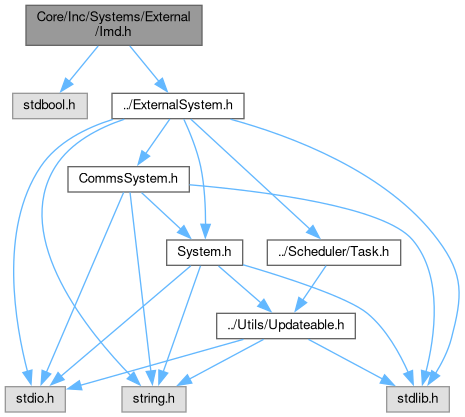 Core/Inc/Systems/External
/Imd.h
stdbool.h
../ExternalSystem.h
CommsSystem.h
System.h
../Scheduler/Task.h
../Utils/Updateable.h
stdio.h
string.h
stdlib.h